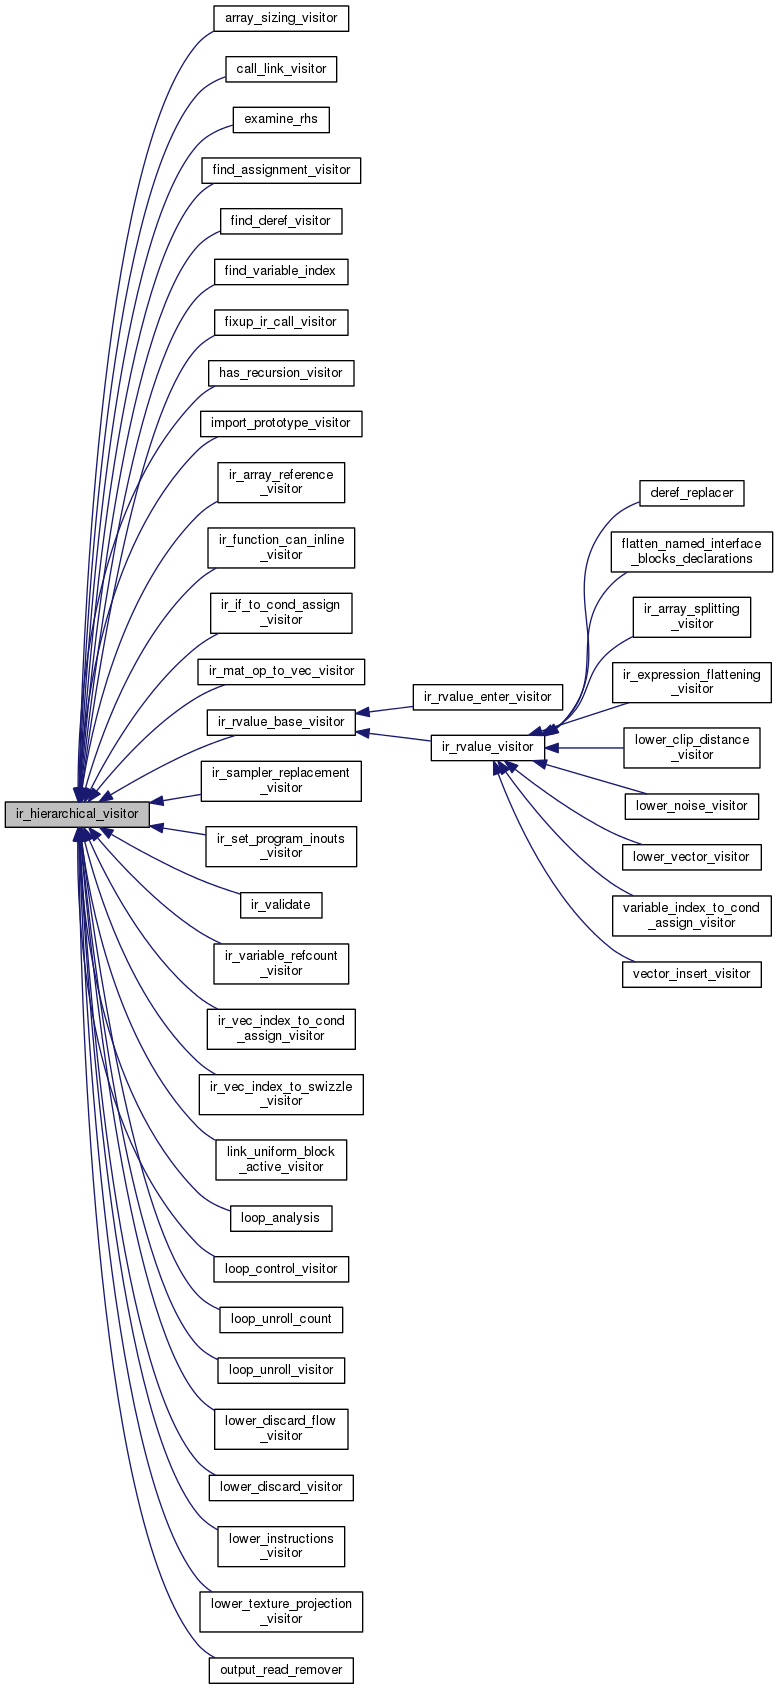 array_sizing_visitor
call_link_visitor
examine_rhs
find_assignment_visitor
find_deref_visitor
find_variable_index
fixup_ir_call_visitor
has_recursion_visitor
import_prototype_visitor
ir_array_reference
_visitor
ir_function_can_inline
_visitor
ir_if_to_cond_assign
_visitor
ir_mat_op_to_vec_visitor
ir_rvalue_base_visitor
ir_sampler_replacement
_visitor
ir_hierarchical_visitor
ir_set_program_inouts
_visitor
ir_validate
ir_variable_refcount
_visitor
ir_vec_index_to_cond
_assign_visitor
ir_vec_index_to_swizzle
_visitor
link_uniform_block
_active_visitor
loop_analysis
loop_control_visitor
loop_unroll_count
loop_unroll_visitor
lower_discard_flow
_visitor
lower_discard_visitor
lower_instructions
_visitor
lower_texture_projection
_visitor
output_read_remover
ir_rvalue_enter_visitor
ir_rvalue_visitor
deref_replacer
flatten_named_interface
_blocks_declarations
ir_array_splitting
_visitor
ir_expression_flattening
_visitor
lower_clip_distance
_visitor
lower_noise_visitor
lower_vector_visitor
variable_index_to_cond
_assign_visitor
vector_insert_visitor